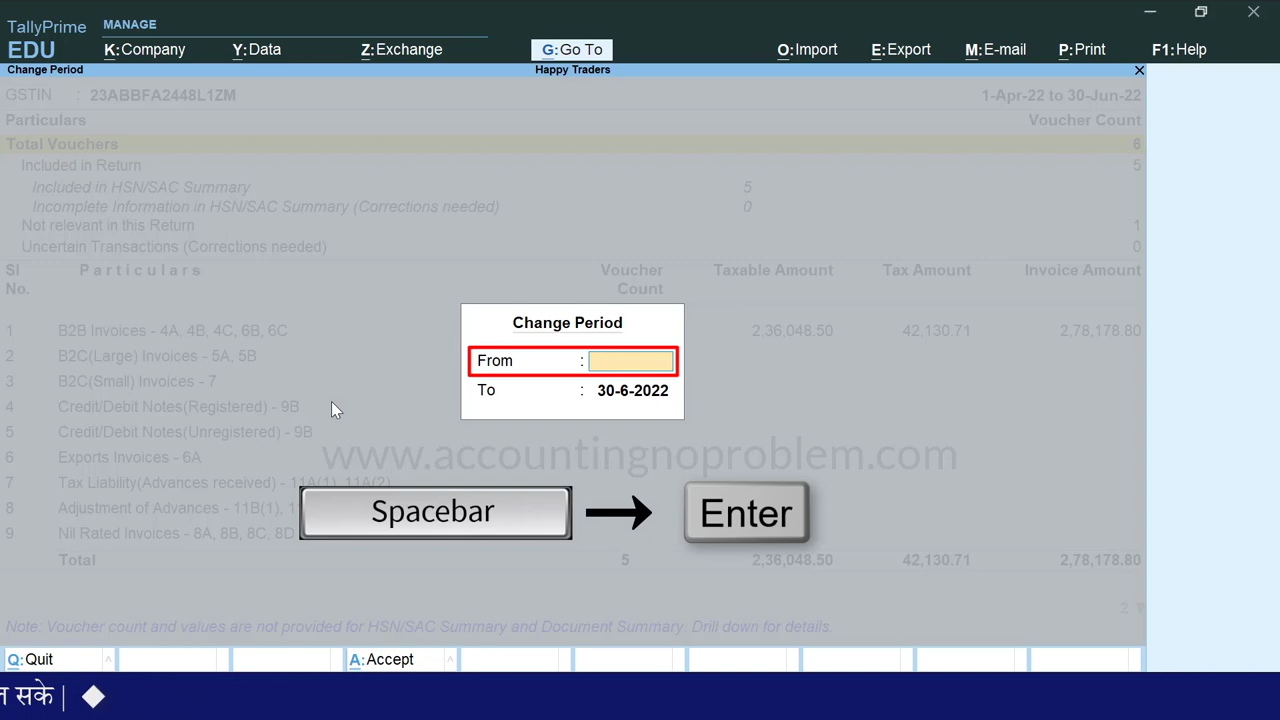 TallyPrime MANAGE
EDU K:Company Y:Data Z:Exchange G:Go To O:Import E:Export M:E-mail P:Print F1:Help
Change Period Happy Traders
GSTIN : 23ABBFA2448L1ZM 1-Apr-22 to 30-Jun-22
Particulars Voucher Count
Total Vouchers 6
Included in Return 5
Included in HSN/SAC Summary 5
Incomplete Information in HSN/SAC Summary (Corrections needed) 0
Not relevant in this Return 1
Uncertain Transactions (Corrections needed) 0
Sl Particulars Voucher Taxable Amount Tax Amount Invoice Amount
No. Count
Change Period
1 B2B Invoices - 4A, 4B, 4C, 6B, 6C 2,36,048.50 42,130.71 2,78,178.80
2 B2C(Large) Invoices - 5A, 5B
From :
3 B2C(Small) Invoices - 7
To : 30-6-2022
4 Credit/Debit Notes(Registered) - 9B
5 Credit/Debit Notes(Unregistered) - 9B
www.accountingnoproblem.com
6 Exports Invoices - 6A
7 Tax Liability(Advances received) - 11A(1), 11A(2)
8 Adjustment of Advances - 11B(1), 1
Spacebar Enter
9 Nil Rated Invoices - 8A, 8B, 8C, 8D
Total 5 2,36,048.50 42,130.71 2,78,178.80
2
Note: Voucher count and values are not provided for HSN/SAC Summary and Document Summary. Drill down for details.
Q:Quit A:Accept
सके |